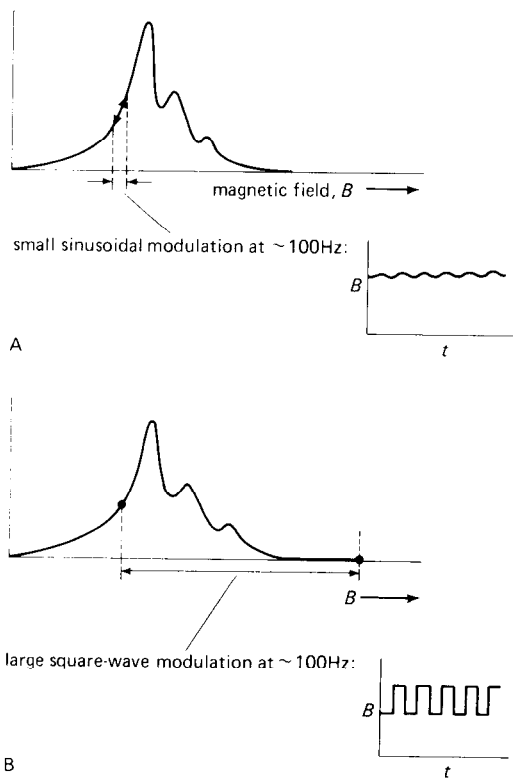 magnetic field, B
small sinusoidal modulation at ~100Hz:
B
t
A
B
large square-wave modulation at ~100Hz:
B
t
B